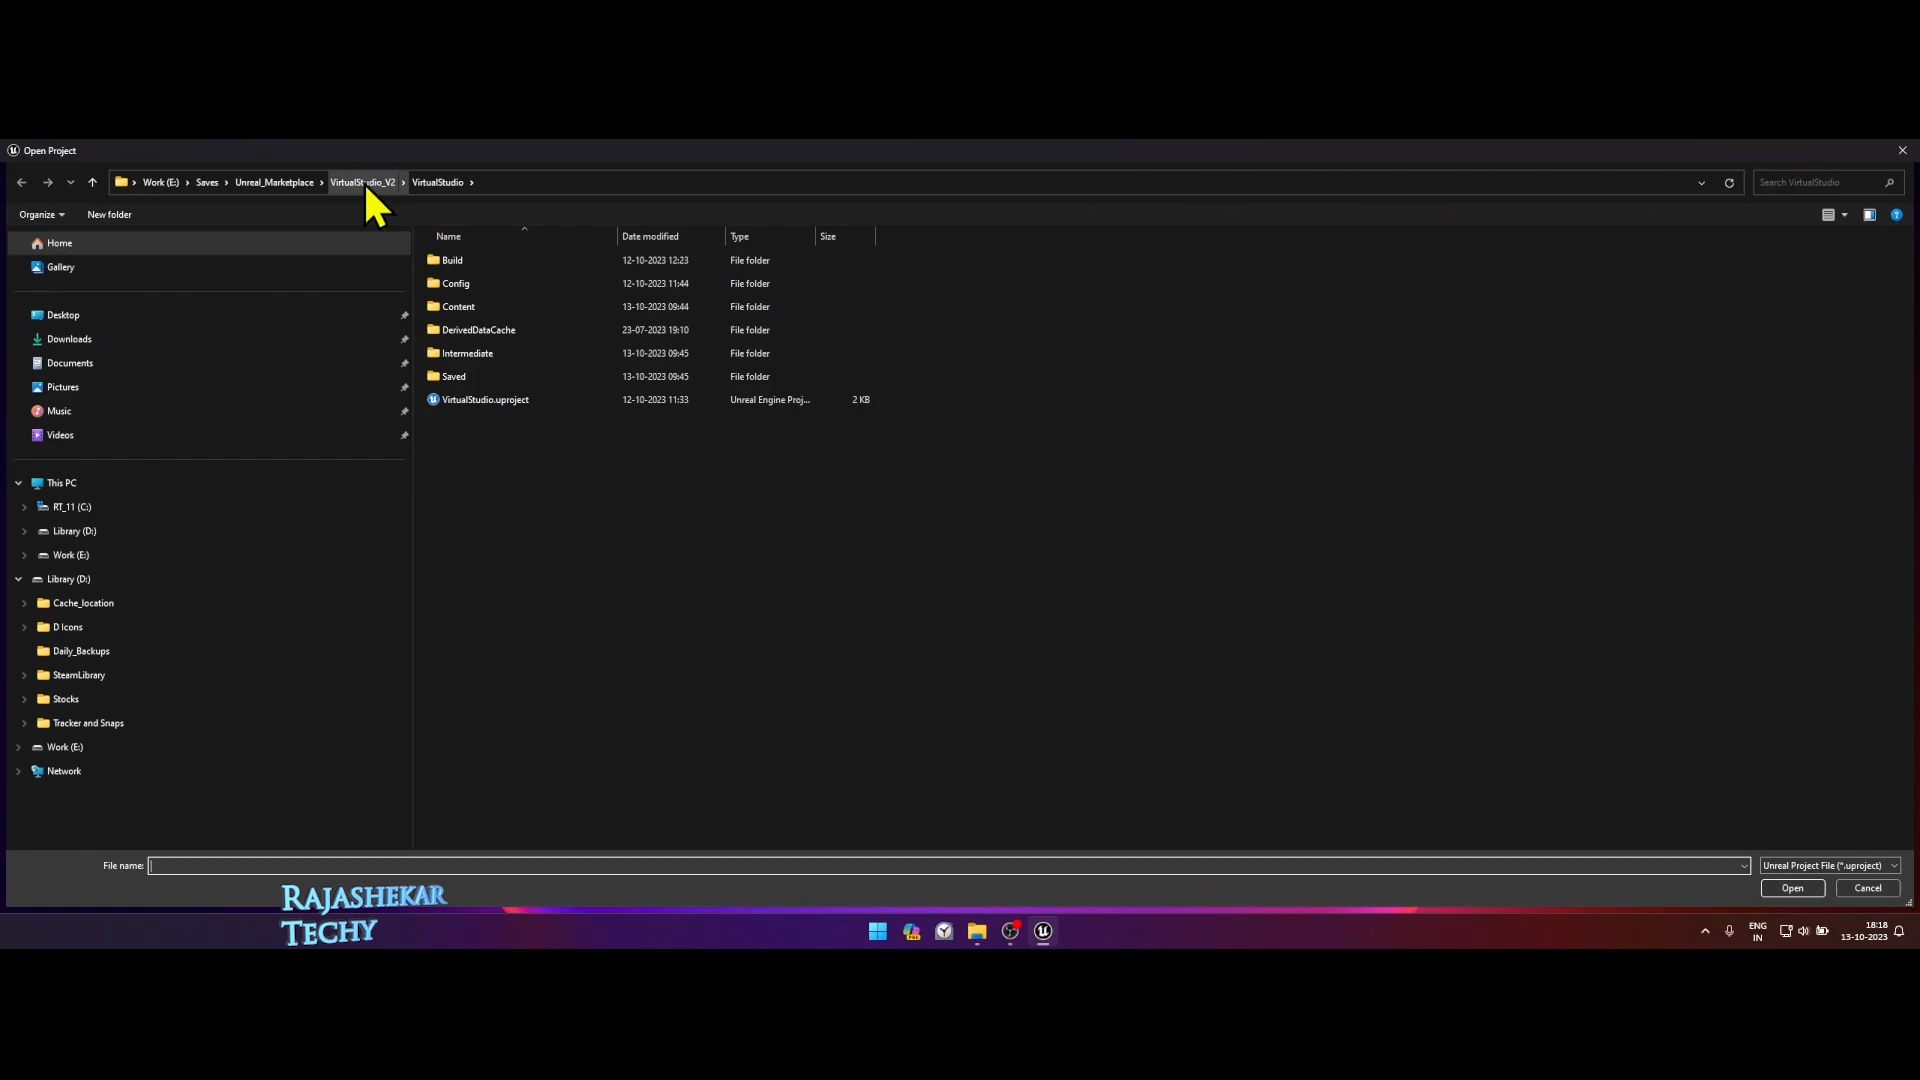 Open Project
Work (E:) › Saves › Unreal_Marketplace › VirtualStudio_V2 › VirtualStudio ›
Search VirtualStudio
Organize
New folder
Name
Date modified
Type
Size
Home
Gallery
Desktop
Downloads
Documents
Pictures
Music
Videos
This PC
RT_11 (C:)
Library (D:)
Work (E:)
Library (D:)
Cache_location
D Icons
Daily_Backups
SteamLibrary
Stocks
Tracker and Snaps
Work (E:)
Network
Build 12-10-2023 12:23 File folder
Config 12-10-2023 11:44 File folder
Content 13-10-2023 09:44 File folder
DerivedDataCache 23-07-2023 19:10 File folder
Intermediate 13-10-2023 09:45 File folder
Saved 13-10-2023 09:45 File folder
VirtualStudio.uproject 12-10-2023 11:33 Unreal Engine Proj... 2 KB
File name:
Unreal Project File (*.uproject)
Open
Cancel
RAJASHEKAR
TECHY
ENG
IN
18:18
13-10-2023